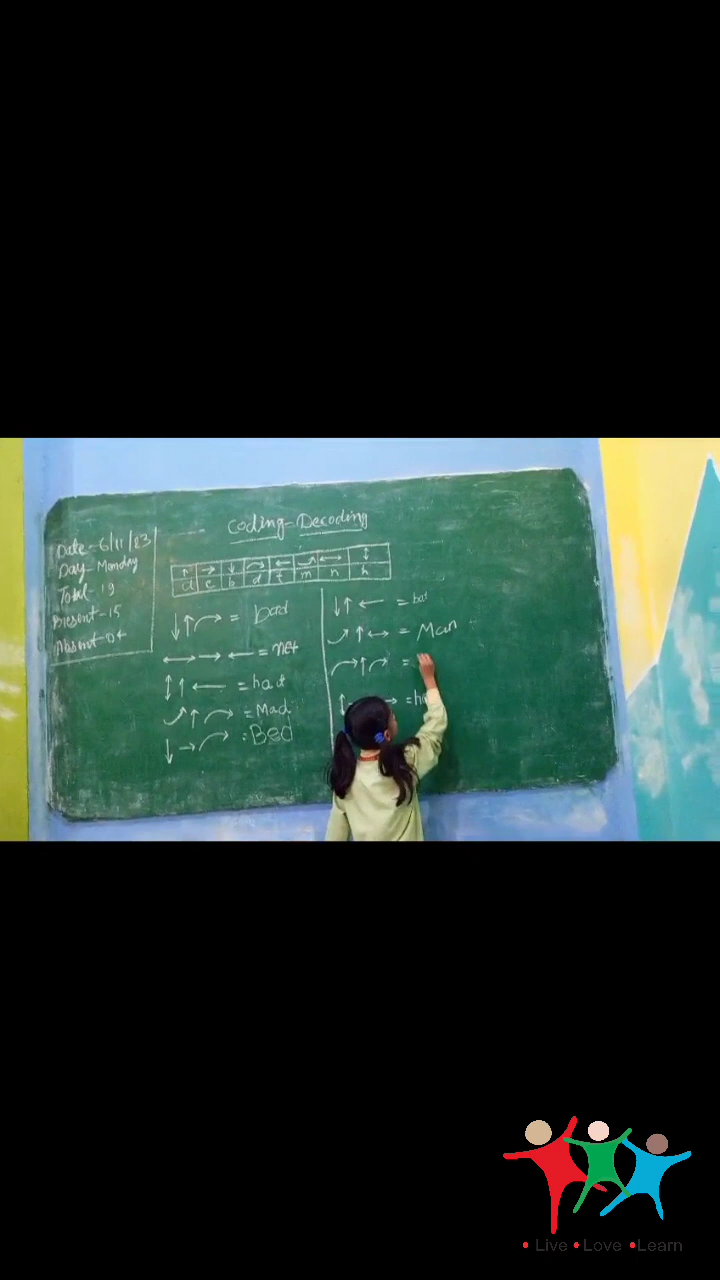 Coding-Decoding
Date-6/11/23
Day-Monday
Total-19
Present-15
Absent-04
↑ → ↓ ↷ ← ⤴ ↔ ↕
a e b d t m n h
↓↑↷ = bad
↔→← = net
↕↑← = hat
⤴↑↷ = Mad
↓→↷ = Bed
↓↑← = bat
⤴↑↔ = Man
↷↑↷ =
• Live • Love • Learn